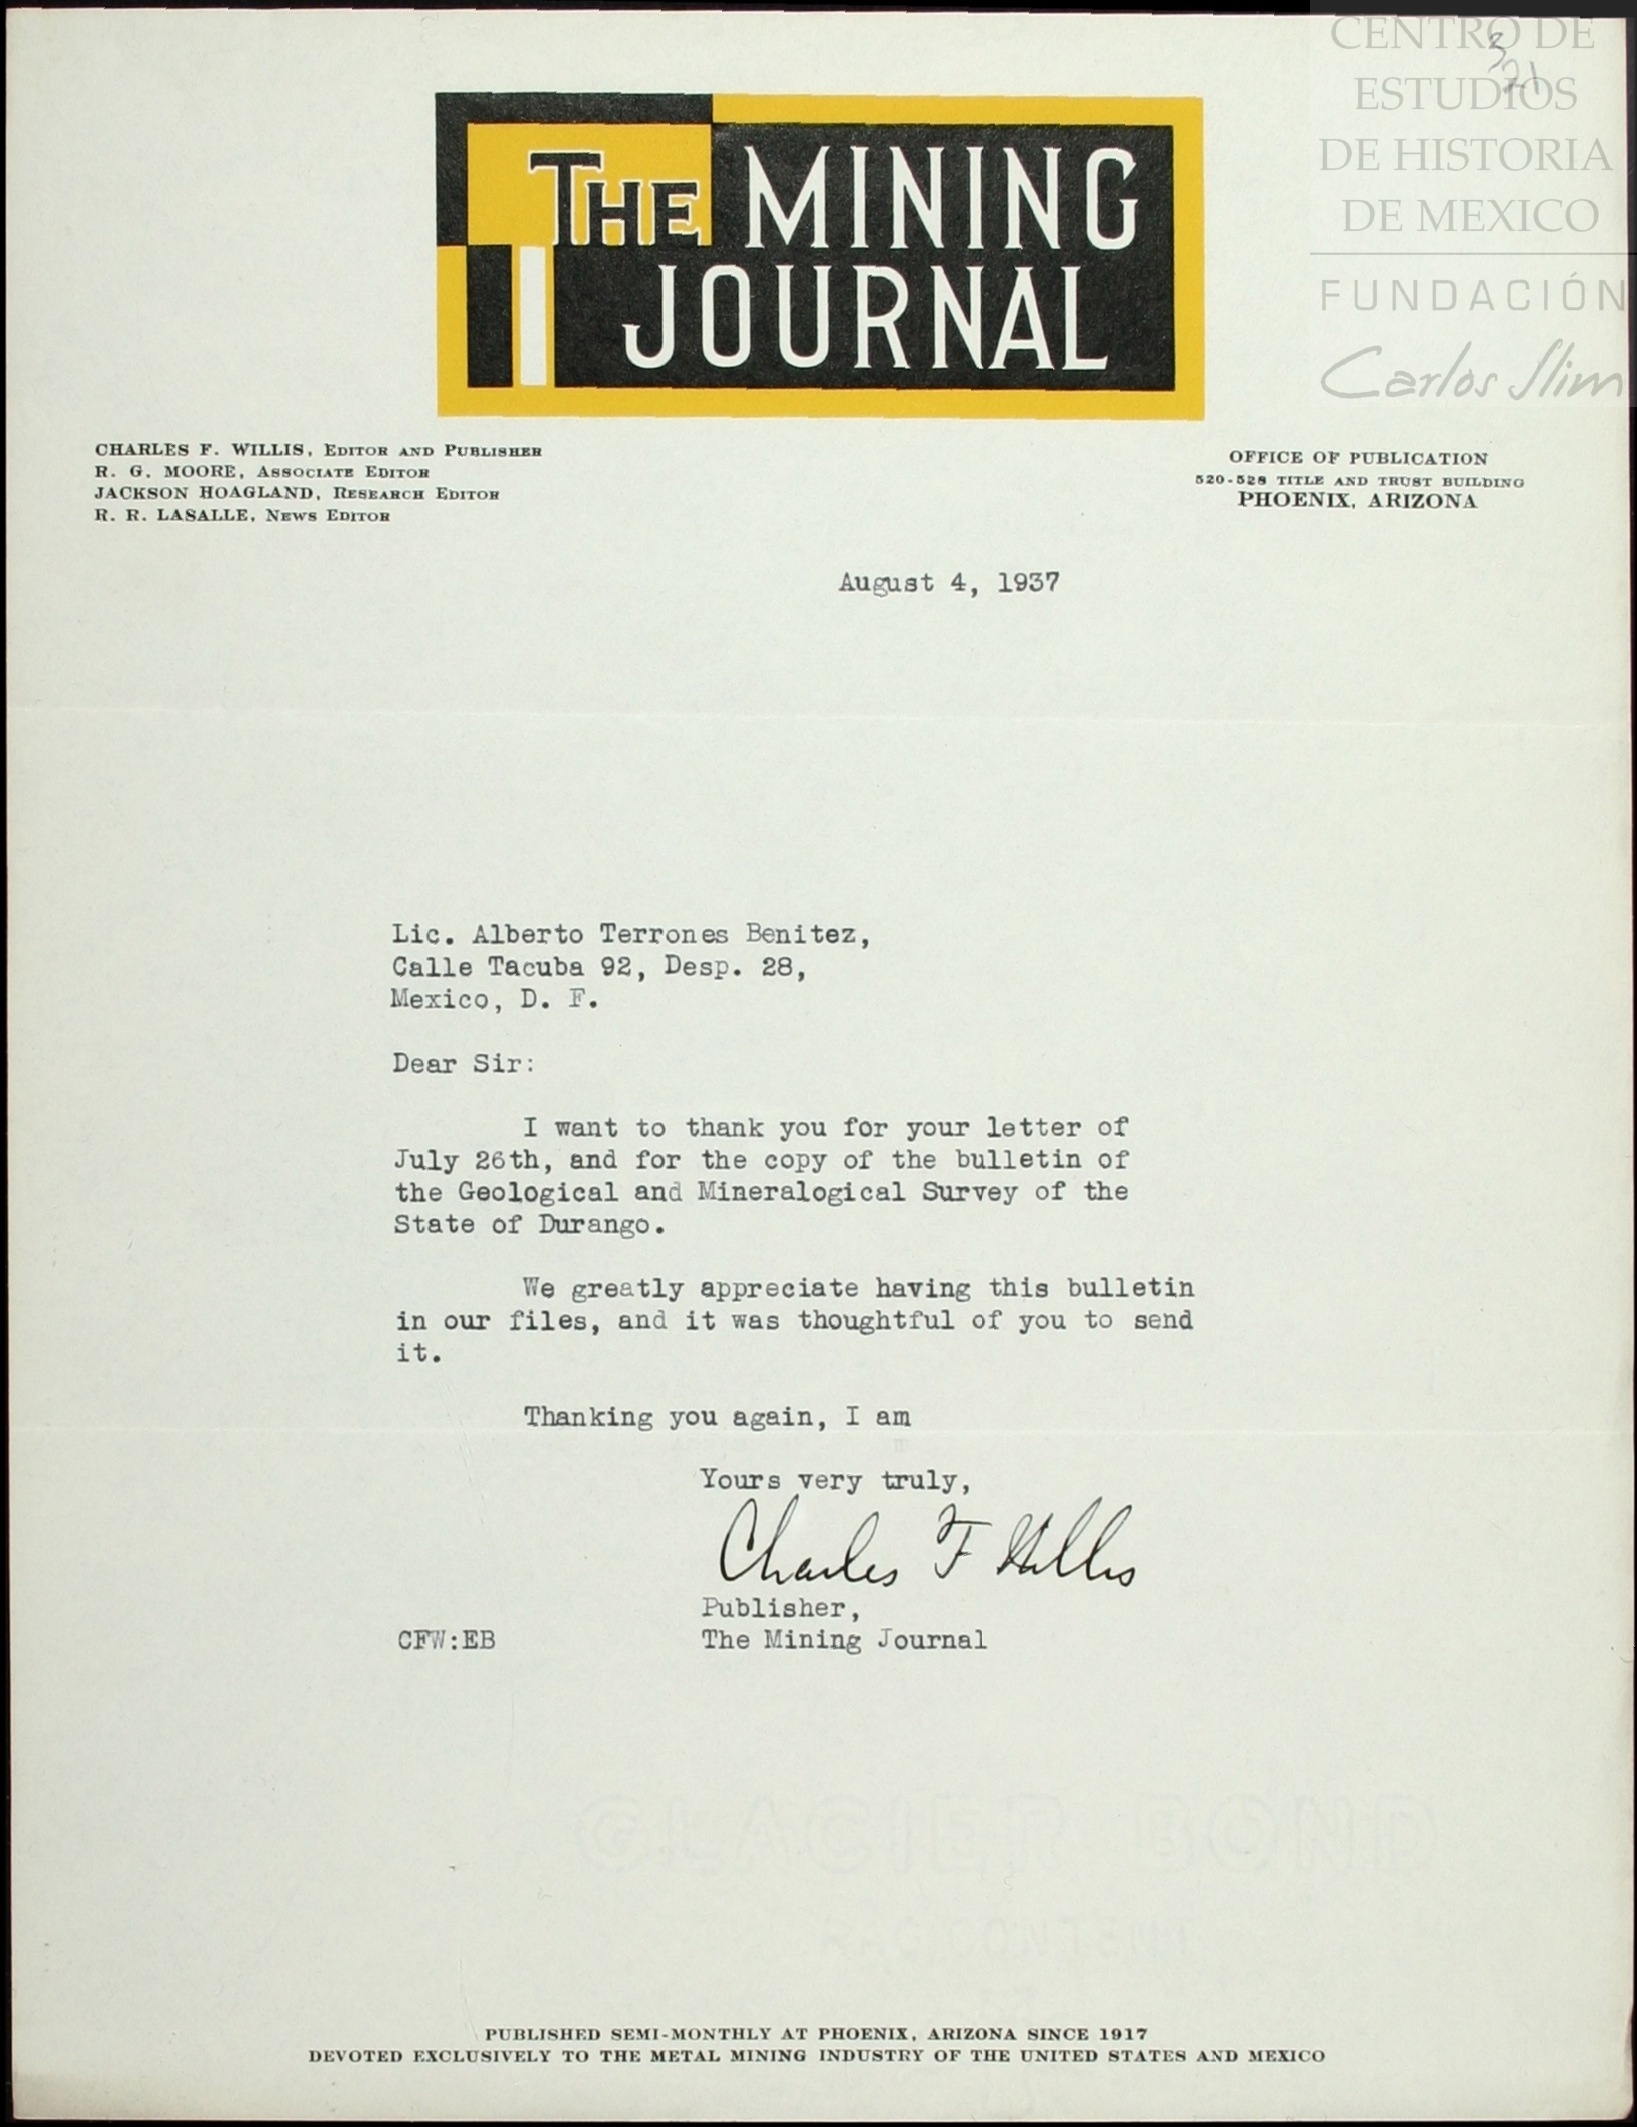 CENTRO DE
ESTUDIOS
DE HISTORIA
DE MEXICO
FUNDACIÓN
Carlos Slim
3
21
THE MINING
JOURNAL
CHARLES F. WILLIS, EDITOR AND PUBLISHER
R. G. MOORE, ASSOCIATE EDITOR
JACKSON HOAGLAND, RESEARCH EDITOR
R. R. LASALLE, NEWS EDITOR
OFFICE OF PUBLICATION
520-528 TITLE AND TRUST BUILDING
PHOENIX, ARIZONA
August 4, 1937
Lic. Alberto Terrones Benitez,
Calle Tacuba 92, Desp. 28,
Mexico, D. F.
Dear Sir:
I want to thank you for your letter of
July 26th, and for the copy of the bulletin of
the Geological and Mineralogical Survey of the
State of Durango.
We greatly appreciate having this bulletin
in our files, and it was thoughtful of you to send
it.
Thanking you again, I am
Yours very truly,
Charles F Willis
Publisher,
CFW:EB The Mining Journal
GLACIER BOND
RAG CONTENT
PUBLISHED SEMI-MONTHLY AT PHOENIX, ARIZONA SINCE 1917
DEVOTED EXCLUSIVELY TO THE METAL MINING INDUSTRY OF THE UNITED STATES AND MEXICO